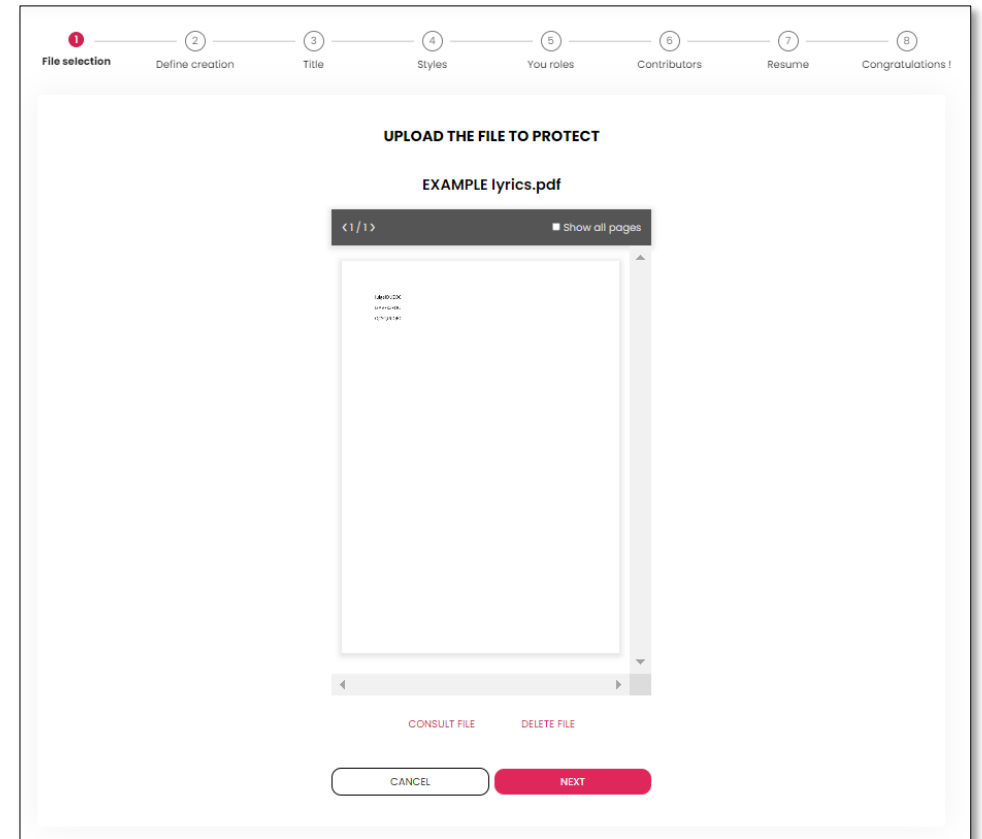 1 2 3 4 5 6 7 8
File selection Define creation Title Styles You roles Contributors Resume Congratulations !
UPLOAD THE FILE TO PROTECT
EXAMPLE lyrics.pdf
‹1/1› Show all pages
CONSULT FILE DELETE FILE
CANCEL NEXT